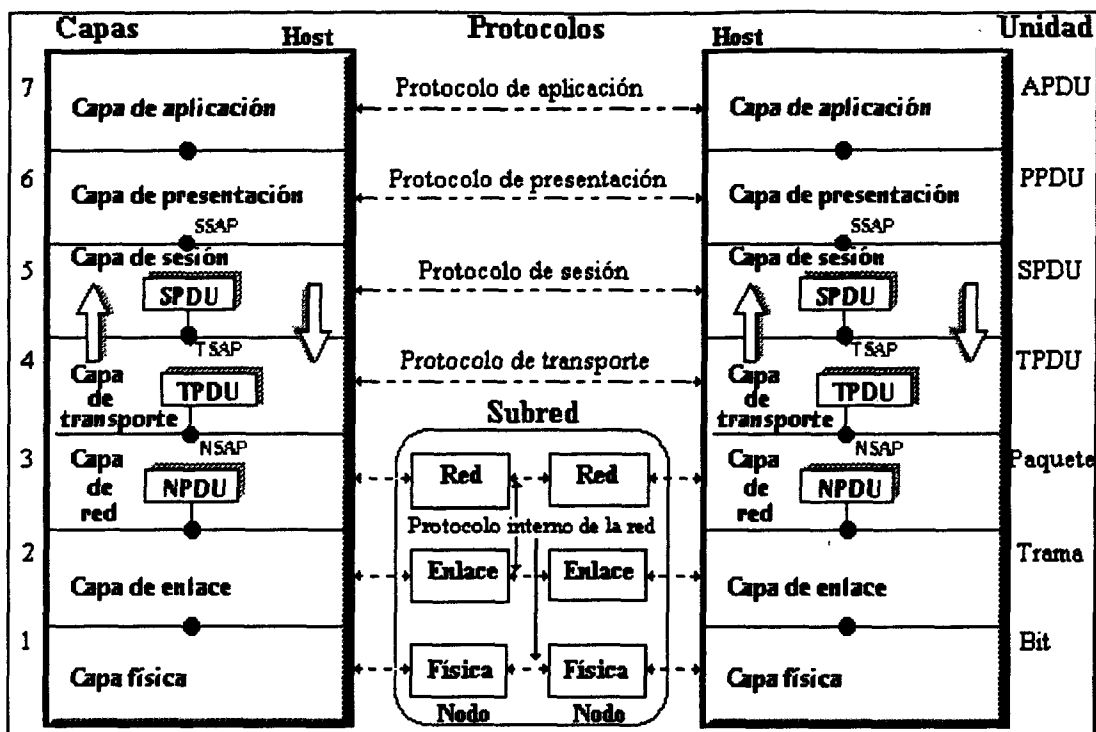 Capas
Host
Protocolos
Host
Unidad
7
Capa de aplicación
Protocolo de aplicación
Capa de aplicación
APDU
6
Capa de presentación
Protocolo de presentación
Capa de presentación
PPDU
SSAP
SSAP
5
Capa de sesión
SPDU
Protocolo de sesión
Capa de sesión
SPDU
SPDU
TSAP
TSAP
4
Capa
de
transporte
TPDU
Protocolo de transporte
Capa
de
transporte
TPDU
TPDU
Subred
NSAP
NSAP
3
Capa
de
red
NPDU
Red
Red
Capa
de
red
NPDU
Paquete
Protocolo interno de la red
2
Capa de enlace
Enlace
Enlace
Capa de enlace
Trama
1
Capa física
Física
Física
Capa física
Bit
Nodo
Nodo